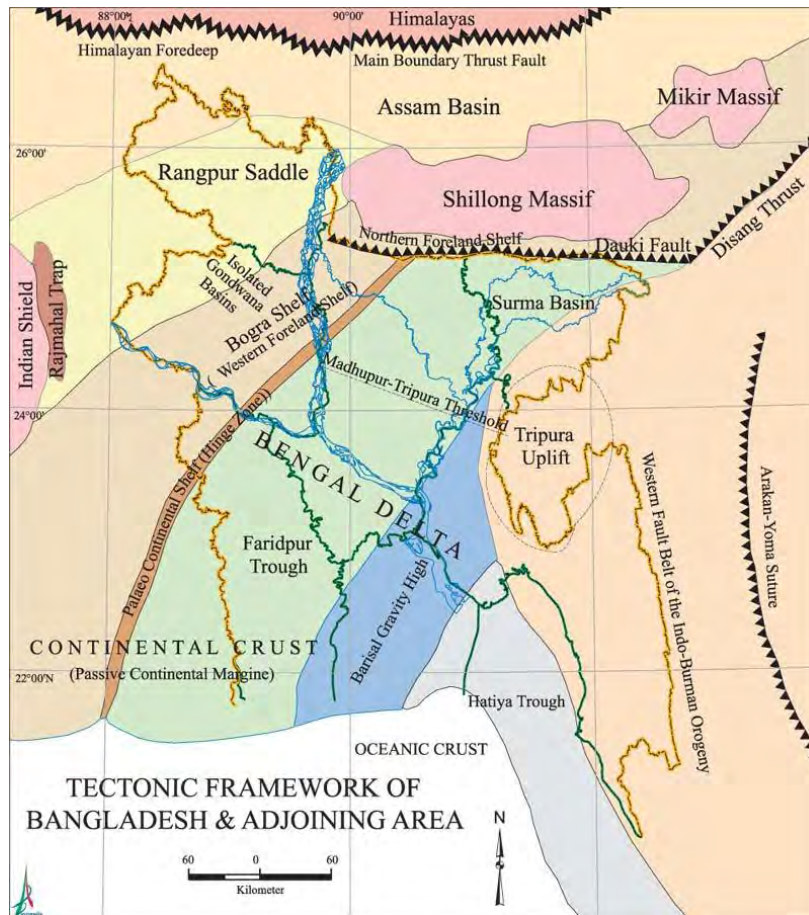 88°00'
90°00'
Himalayas
Himalayan Foredeep
Main Boundary Thrust Fault
Assam Basin
Mikir Massif
26°00'
Rangpur Saddle
Shillong Massif
Northern Foreland Shelf
Dauki Fault
Disang Thrust
Isolated
Gondwana
Basins
Bogra Shelf
(Western Foreland Shelf)
Surma Basin
Indian Shield
Rajmahal Trap
Madhupur-Tripura Threshold
24°00'
Palaeo Continental Shelf (Hinge Zone))
BENGAL DELTA
Tripura
Uplift
Western Fault Belt of the Indo-Burman Orogeny
Arakan-Yoma Suture
Faridpur
Trough
Barisal Gravity High
CONTINENTAL CRUST
(Passive Continental Margine)
22°00'N
Hatiya Trough
OCEANIC CRUST
TECTONIC FRAMEWORK OF
BANGLADESH & ADJOINING AREA
N
60 0 60
Kilometer